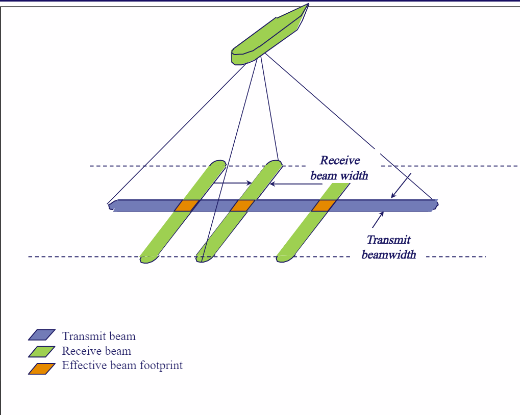 Receive
beam width
Transmit
beamwidth
Transmit beam
Receive beam
Effective beam footprint